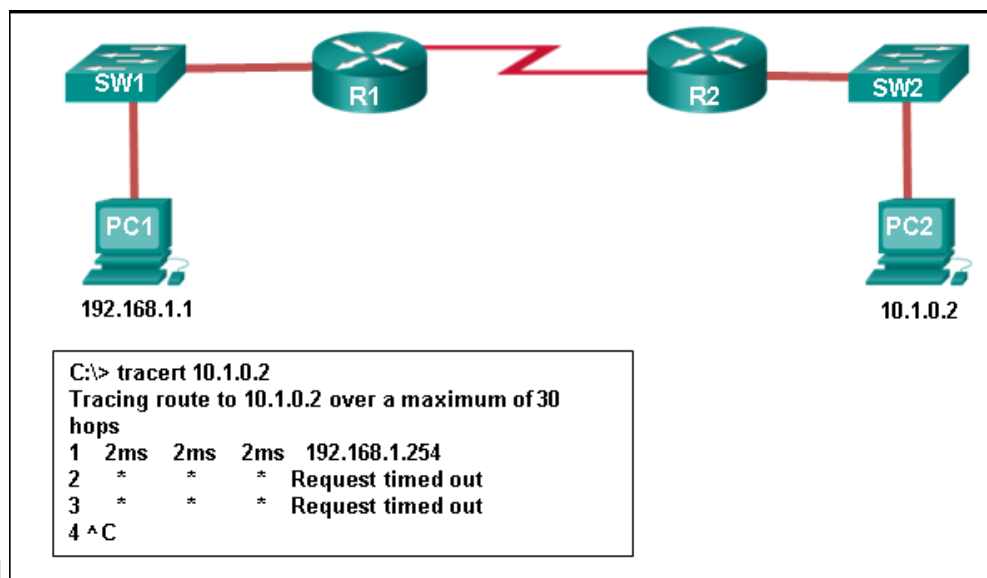 SW1
R1
R2
SW2
PC1
PC2
192.168.1.1
10.1.0.2
C:\> tracert 10.1.0.2
Tracing route to 10.1.0.2 over a maximum of 30
hops
1 2ms 2ms 2ms 192.168.1.254
2 * * * Request timed out
3 * * * Request timed out
4 ^C